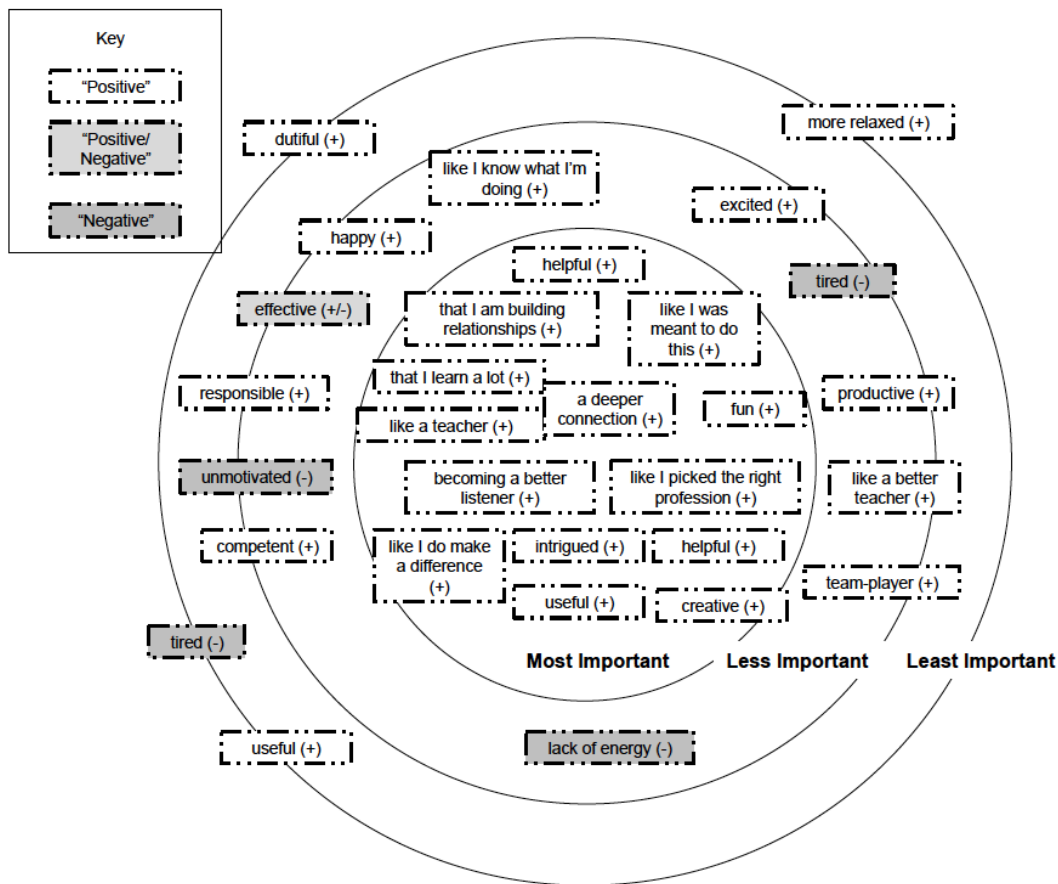 Key
“Positive”
“Positive/
Negative”
“Negative”
dutiful (+)
more relaxed (+)
like I know what I’m
doing (+)
excited (+)
happy (+)
helpful (+)
tired (-)
effective (+/-)
that I am building
relationships (+)
like I was
meant to do
this (+)
that I learn a lot (+)
responsible (+)
a deeper
connection (+)
fun (+)
productive (+)
like a teacher (+)
unmotivated (-)
becoming a better
listener (+)
like I picked the right
profession (+)
like a better
teacher (+)
competent (+)
like I do make
a difference
(+)
intrigued (+)
helpful (+)
team-player (+)
useful (+)
creative (+)
tired (-)
Most Important
Less Important
Least Important
useful (+)
lack of energy (-)